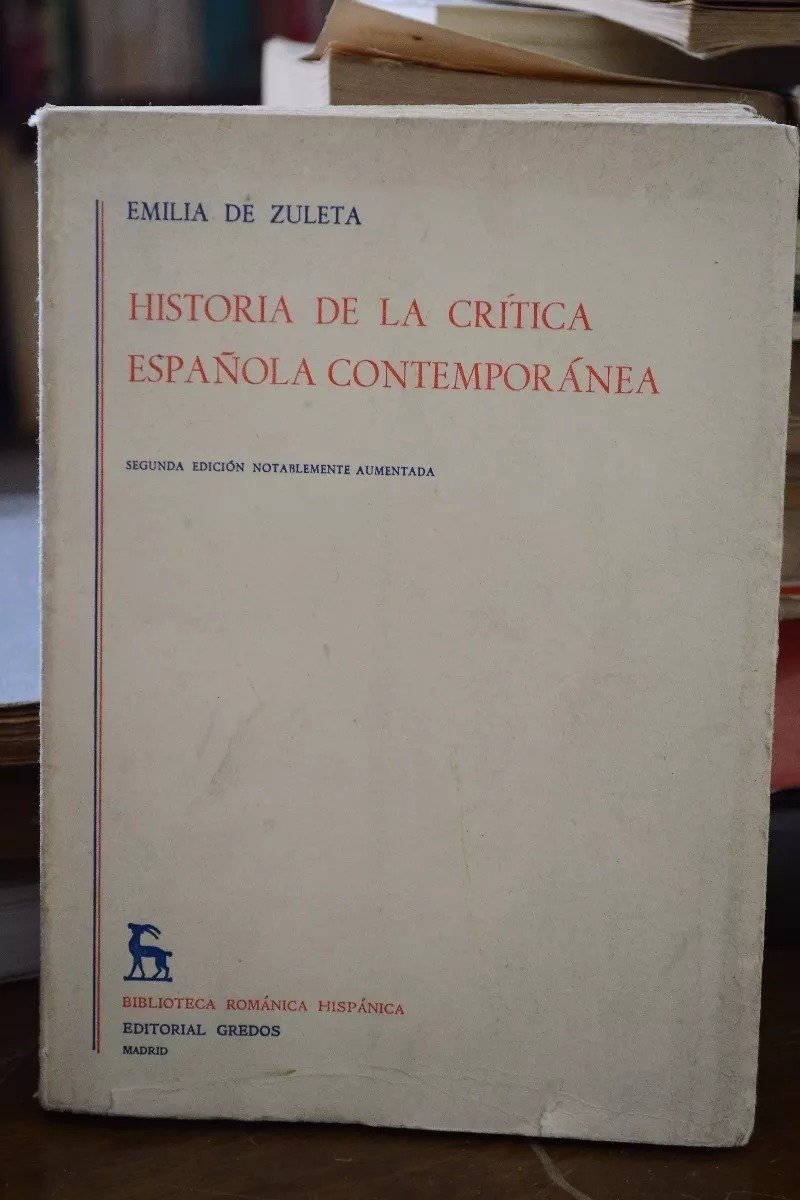 EMILIA DE ZULETA
HISTORIA DE LA CRÍTICA
ESPAÑOLA CONTEMPORÁNEA
SEGUNDA EDICIÓN NOTABLEMENTE AUMENTADA
BIBLIOTECA ROMÁNICA HISPÁNICA
EDITORIAL GREDOS
MADRID